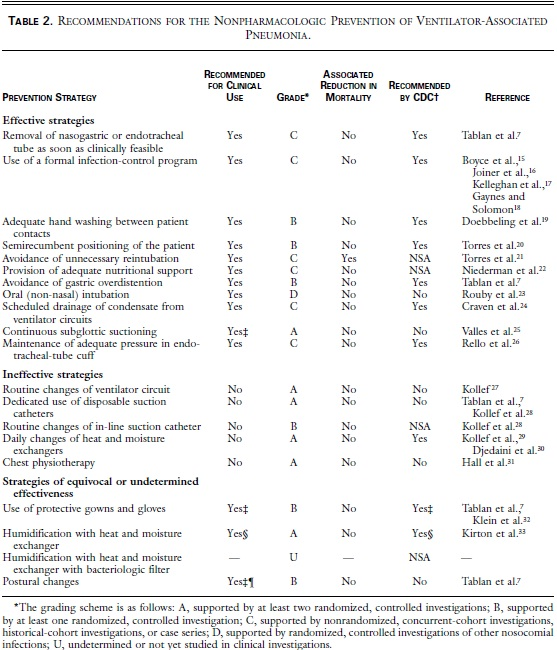 TABLE 2. RECOMMENDATIONS FOR THE NONPHARMACOLOGIC PREVENTION OF VENTILATOR-ASSOCIATED
PNEUMONIA.
PREVENTION STRATEGY RECOMMENDED FOR CLINICAL USE GRADE* ASSOCIATED REDUCTION IN MORTALITY RECOMMENDED BY CDC† REFERENCE
Effective strategies
Removal of nasogastric or endotracheal Yes C No Yes Tablan et al.⁷
tube as soon as clinically feasible
Use of a formal infection-control program Yes C No Yes Boyce et al.,¹⁵
Joiner et al.,¹⁶
Kelleghan et al.,¹⁷
Gaynes and
Solomon¹⁸
Adequate hand washing between patient Yes B No Yes Doebbeling et al.¹⁹
contacts
Semirecumbent positioning of the patient Yes B No Yes Torres et al.²⁰
Avoidance of unnecessary reintubation Yes C Yes NSA Torres et al.²¹
Provision of adequate nutritional support Yes C No NSA Niederman et al.²²
Avoidance of gastric overdistention Yes B No Yes Tablan et al.⁷
Oral (non-nasal) intubation Yes D No No Rouby et al.²³
Scheduled drainage of condensate from Yes C No Yes Craven et al.²⁴
ventilator circuits
Continuous subglottic suctioning Yes‡ A No No Valles et al.²⁵
Maintenance of adequate pressure in endo- Yes C No Yes Rello et al.²⁶
tracheal-tube cuff
Ineffective strategies
Routine changes of ventilator circuit No A No No Kollef²⁷
Dedicated use of disposable suction No A No No Tablan et al.,⁷
catheters Kollef et al.²⁸
Routine changes of in-line suction catheter No B No NSA Kollef et al.²⁸
Daily changes of heat and moisture No A No Yes Kollef et al.,²⁹
exchangers Djedaini et al.³⁰
Chest physiotherapy No A No No Hall et al.³¹
Strategies of equivocal or undetermined
effectiveness
Use of protective gowns and gloves Yes‡ B No Yes‡ Tablan et al.,⁷
Klein et al.³²
Humidification with heat and moisture Yes§ A No Yes§ Kirton et al.³³
exchanger
Humidification with heat and moisture — U — NSA —
exchanger with bacteriologic filter
Postural changes Yes‡¶ B No No Tablan et al.⁷
*The grading scheme is as follows: A, supported by at least two randomized, controlled investigations; B, supported
by at least one randomized, controlled investigation; C, supported by nonrandomized, concurrent-cohort investigations,
historical-cohort investigations, or case series; D, supported by randomized, controlled investigations of other nosocomial
infections; U, undetermined or not yet studied in clinical investigations.